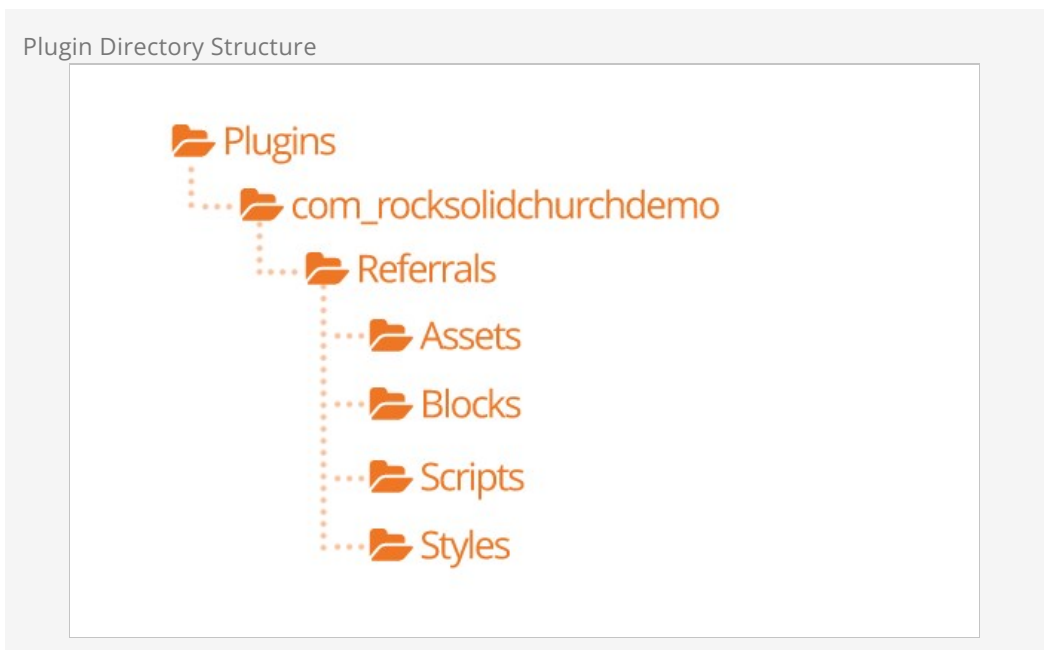 Plugin Directory Structure
Plugins
com_rocksolidchurchdemo
Referrals
Assets
Blocks
Scripts
Styles